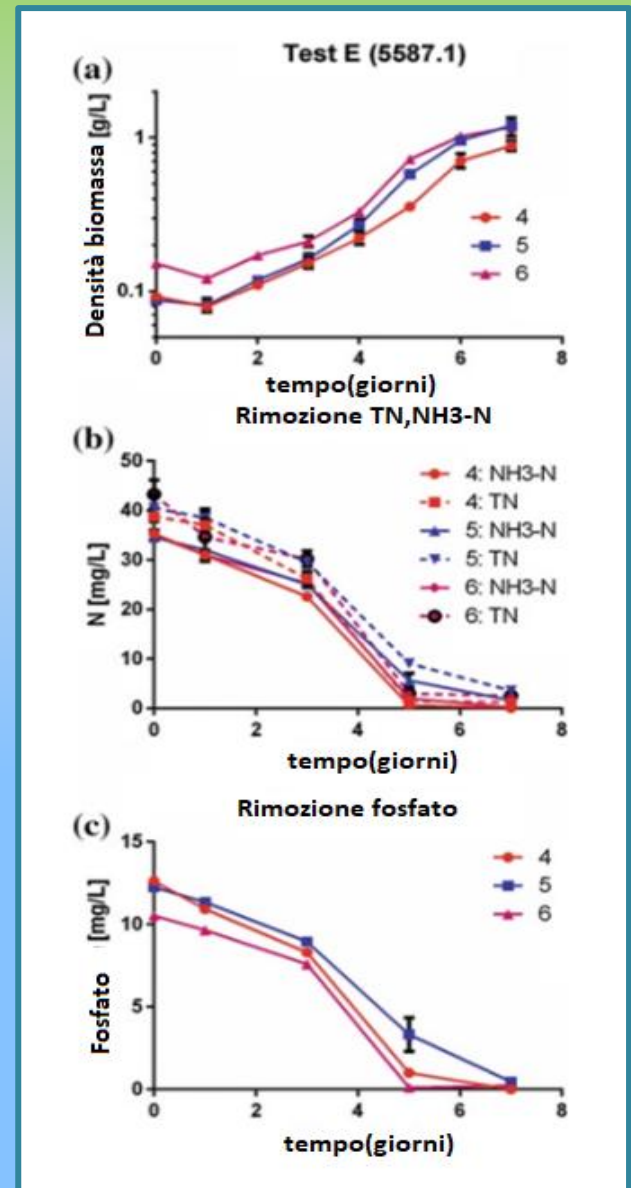 Test E (5587.1)
(a)
Densità biomassa [g/L]
1
0.1
0 2 4 6 8
4
5
6
tempo(giorni)
Rimozione TN,NH3-N
(b)
N [mg/L]
50
40
30
20
10
0
0 2 4 6 8
4: NH3-N
4: TN
5: NH3-N
5: TN
6: NH3-N
6: TN
tempo(giorni)
Rimozione fosfato
(c)
Fosfato [mg/L]
15
10
5
0
0 2 4 6 8
4
5
6
tempo(giorni)